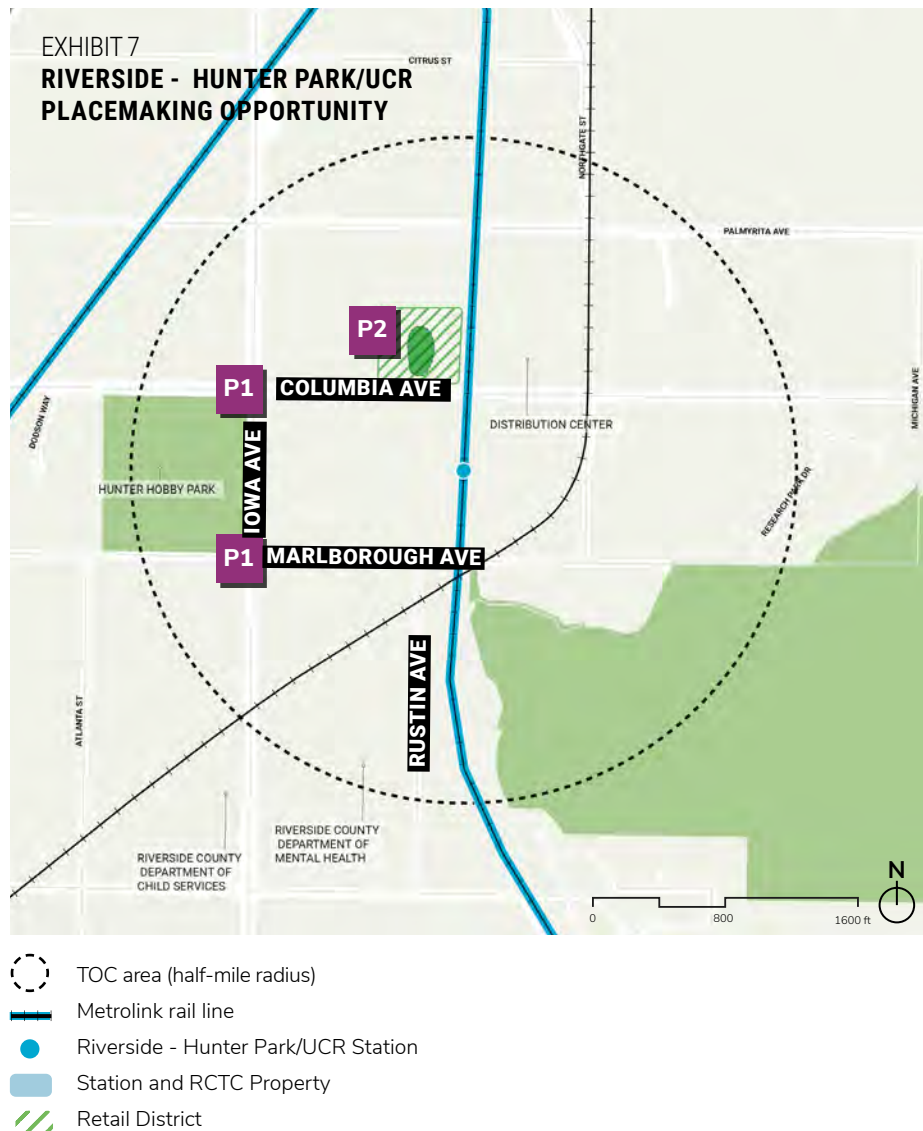 EXHIBIT 7
RIVERSIDE - HUNTER PARK/UCR
PLACEMAKING OPPORTUNITY
CITRUS ST
NORTHGATE ST
PALMYRITA AVE
P2
P1
COLUMBIA AVE
DODSON WAY
MICHIGAN AVE
DISTRIBUTION CENTER
IOWA AVE
HUNTER HOBBY PARK
RESEARCH PARK DR
P1
MARLBOROUGH AVE
RUSTIN AVE
ATLANTA ST
RIVERSIDE COUNTY
DEPARTMENT OF
MENTAL HEALTH
RIVERSIDE COUNTY
DEPARTMENT OF
CHILD SERVICES
N
0 800 1600 ft
TOC area (half-mile radius)
Metrolink rail line
Riverside - Hunter Park/UCR Station
Station and RCTC Property
Retail District